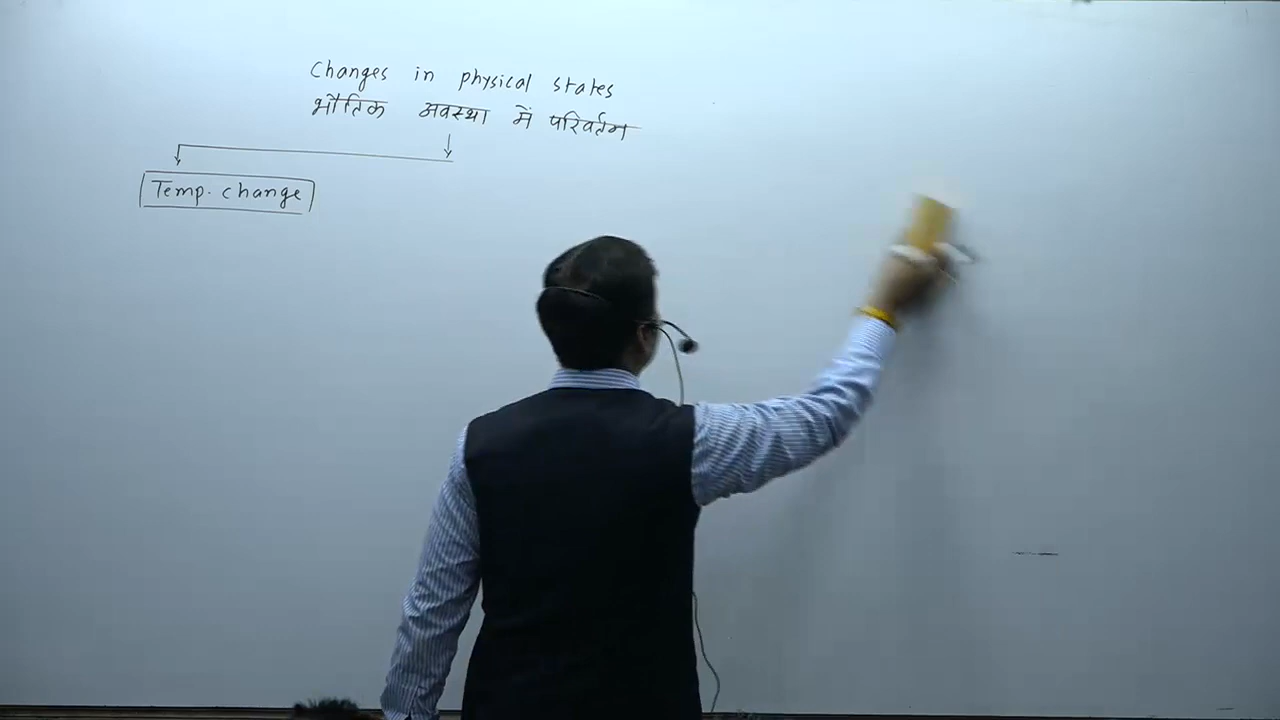 Changes in physical states
भौतिक अवस्था में परिवर्तन
Temp. change